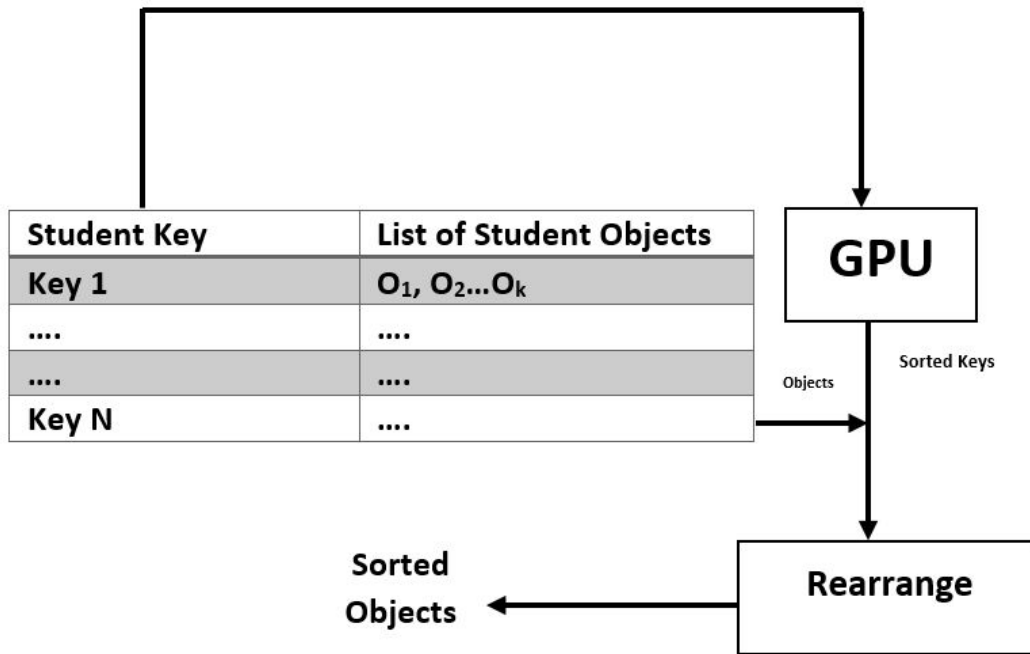 Student Key List of Student Objects
Key 1 O₁, O₂...Oₖ
.... ....
.... ....
Key N ....
GPU
Sorted Keys
Objects
Rearrange
Sorted
Objects